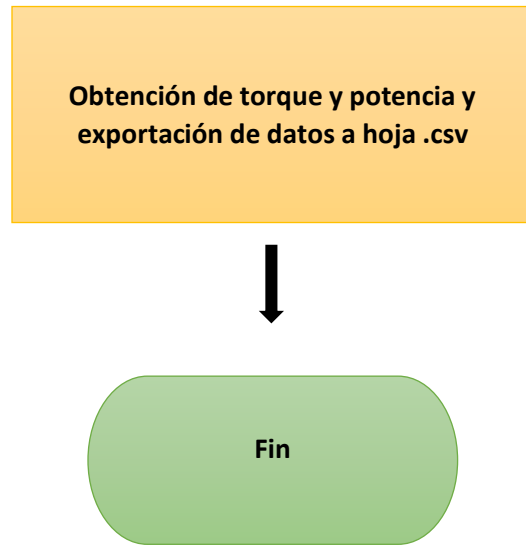 Obtención de torque y potencia y
exportación de datos a hoja .csv
Fin